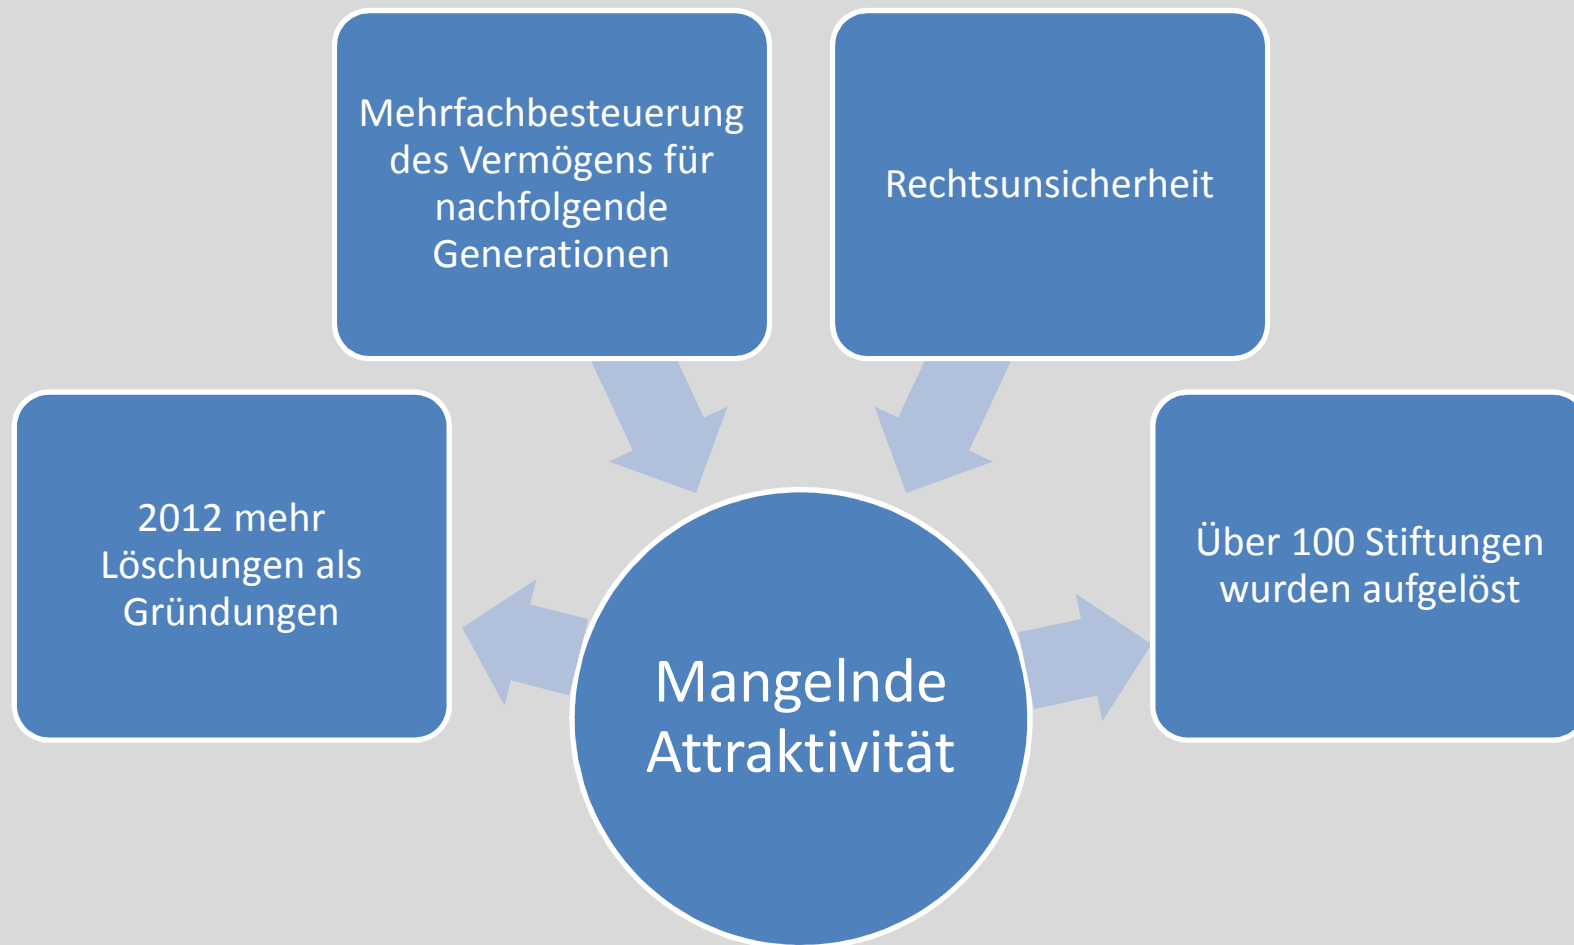 Mehrfachbesteuerung
des Vermögens für
nachfolgende
Generationen
Rechtsunsicherheit
2012 mehr
Löschungen als
Gründungen
Über 100 Stiftungen
wurden aufgelöst
Mangelnde
Attraktivität